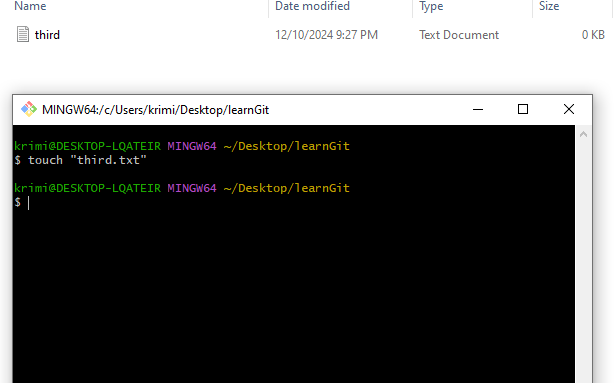 Name Date modified Type Size
third 12/10/2024 9:27 PM Text Document 0 KB
MINGW64:/c/Users/krimi/Desktop/learnGit
krimi@DESKTOP-LQATEIR MINGW64 ~/Desktop/learnGit
$ touch "third.txt"
krimi@DESKTOP-LQATEIR MINGW64 ~/Desktop/learnGit
$